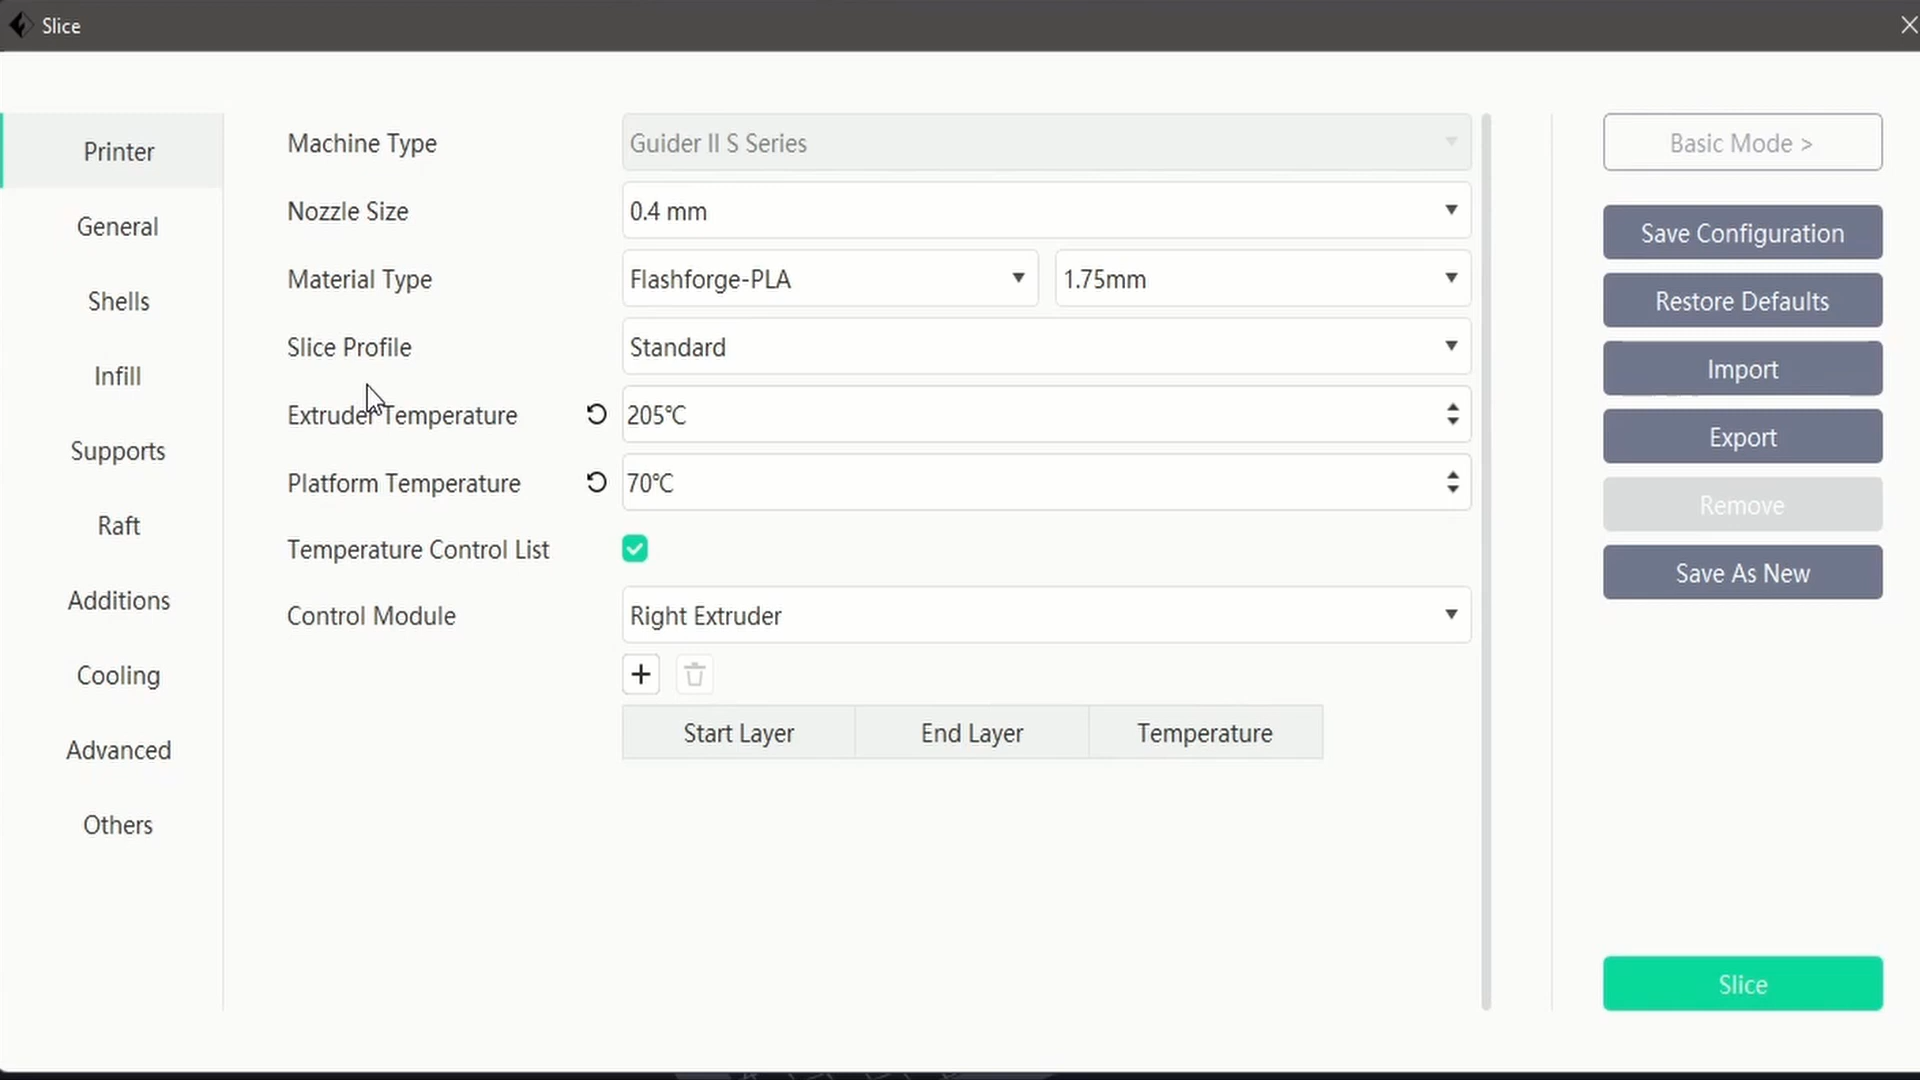 Slice
Printer
General
Shells
Infill
Supports
Raft
Additions
Cooling
Advanced
Others
Machine Type
Guider II S Series
Nozzle Size
0.4 mm
Material Type
Flashforge-PLA
1.75mm
Slice Profile
Standard
Extruder Temperature
205℃
Platform Temperature
70℃
Temperature Control List
Control Module
Right Extruder
Start Layer
End Layer
Temperature
Basic Mode >
Save Configuration
Restore Defaults
Import
Export
Remove
Save As New
Slice